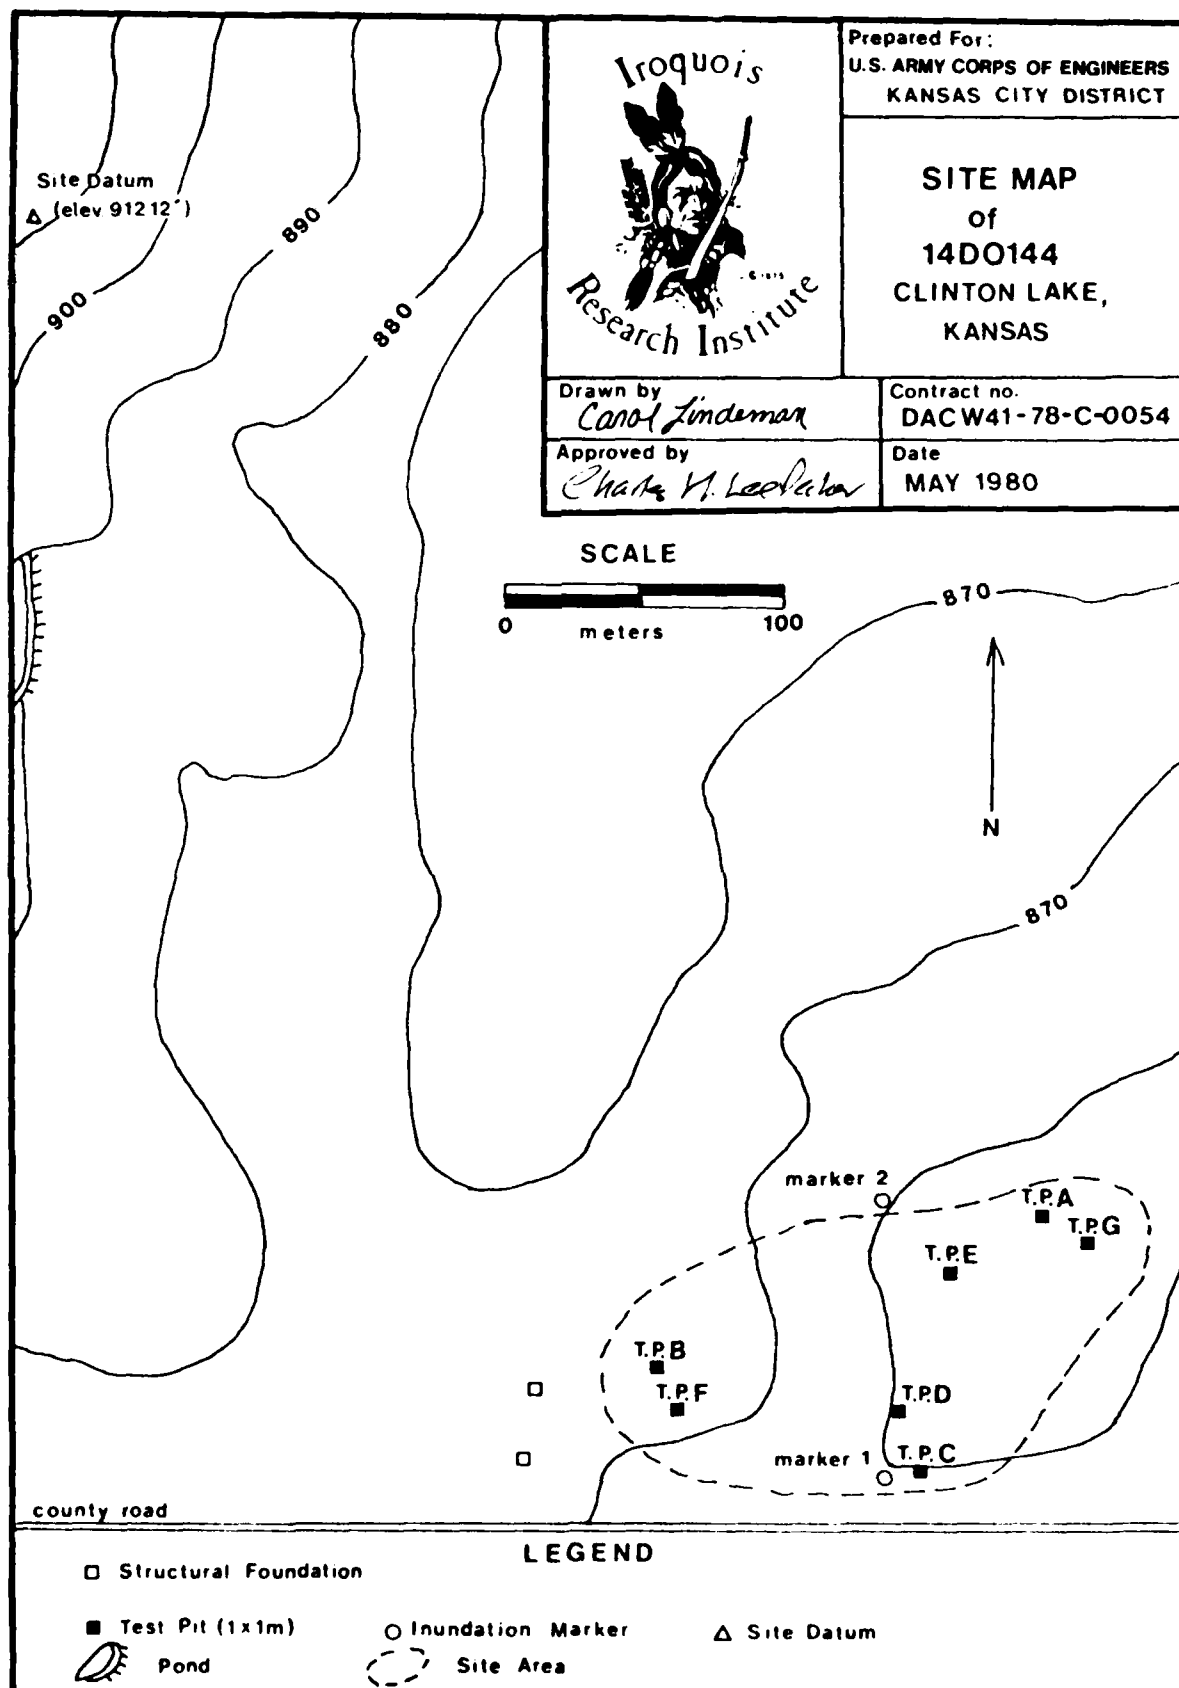 Iroquois
Research Institute
Prepared For:
U.S. ARMY CORPS OF ENGINEERS
KANSAS CITY DISTRICT
SITE MAP
of
14DO144
CLINTON LAKE,
KANSAS
Drawn by
Carol Lindeman
Contract no.
DACW41-78-C-0054
Approved by
Date
MAY 1980
Site Datum
(elev 912 12')
900
890
880
SCALE
0
100
meters
870
N
870
marker 2
T.P.A
T.P.G
T.P.E
T.P.B
T.P.F
T.P.D
marker 1
T.P.C
county road
LEGEND
Structural Foundation
Test Pit (1x1m)
Inundation Marker
Site Datum
Pond
Site Area